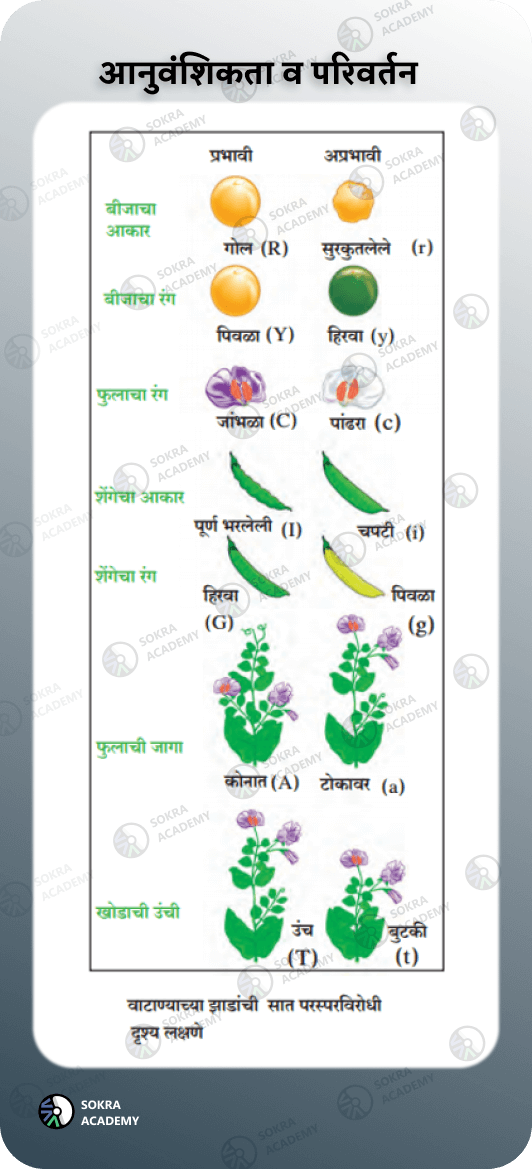 आनुवंशिकता व परिवर्तन
प्रभावी अप्रभावी
बीजाचा
आकार
गोल (R) सुरकुतलेले (r)
बीजाचा रंग
पिवळा (Y) हिरवा (y)
फुलाचा रंग
जांभळा (C) पांढरा (c)
शेंगेचा आकार
पूर्ण भरलेली (I) चपटी (i)
शेंगेचा रंग
हिरवा पिवळा
(G) (g)
फुलाची जागा
कोनात (A) टोकावर (a)
खोडाची उंची
उंच बुटकी
(T) (t)
वाटाण्याच्या झाडांची सात परस्परविरोधी
दृश्य लक्षणे
SOKRA
ACADEMY